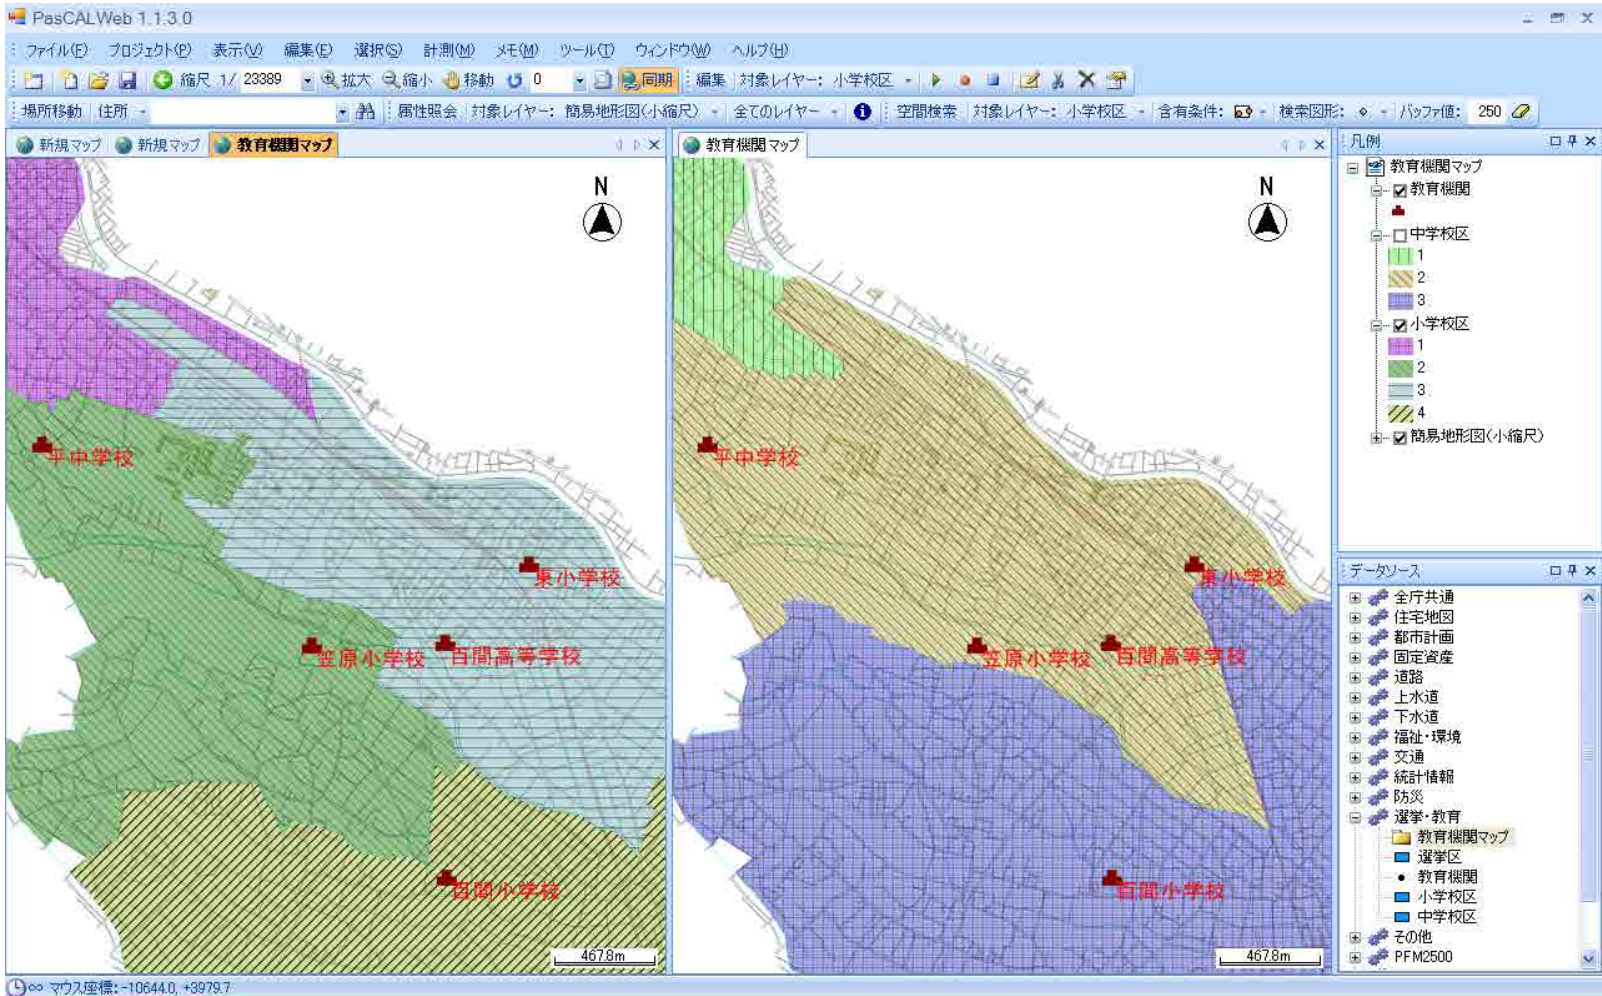 PasCALWeb 1.1.3.0
ファイル(F) プロジェクト(P) 表示(V) 編集(E) 選択(S) 計測(M) メモ(M) ツール(T) ウィンドウ(W) ヘルプ(H)
縮尺 1/ 23389 拡大 縮小 移動 0 同期 編集 対象レイヤー: 小学校区
場所移動 住所 属性照会 対象レイヤー: 簡易地形図(小縮尺) 全てのレイヤー 空間検索 対象レイヤー: 小学校区 含有条件: 検索図形: バッファ値: 250
新規マップ 新規マップ 教育機関マップ
N
平中学校
東小学校
笠原小学校 百間高等学校
百間小学校
467.8m
教育機関マップ
N
平中学校
東小学校
笠原小学校 百間高等学校
百間小学校
467.8m
凡例
教育機関マップ
教育機関
中学校区
1
2
3
小学校区
1
2
3
4
簡易地形図(小縮尺)
データソース
全庁共通
住宅地図
都市計画
固定資産
道路
上水道
下水道
福祉・環境
交通
統計情報
防災
選挙・教育
教育機関マップ
選挙区
教育機関
小学校区
中学校区
その他
PFM2500
マウス座標:-10644.0, +3979.7